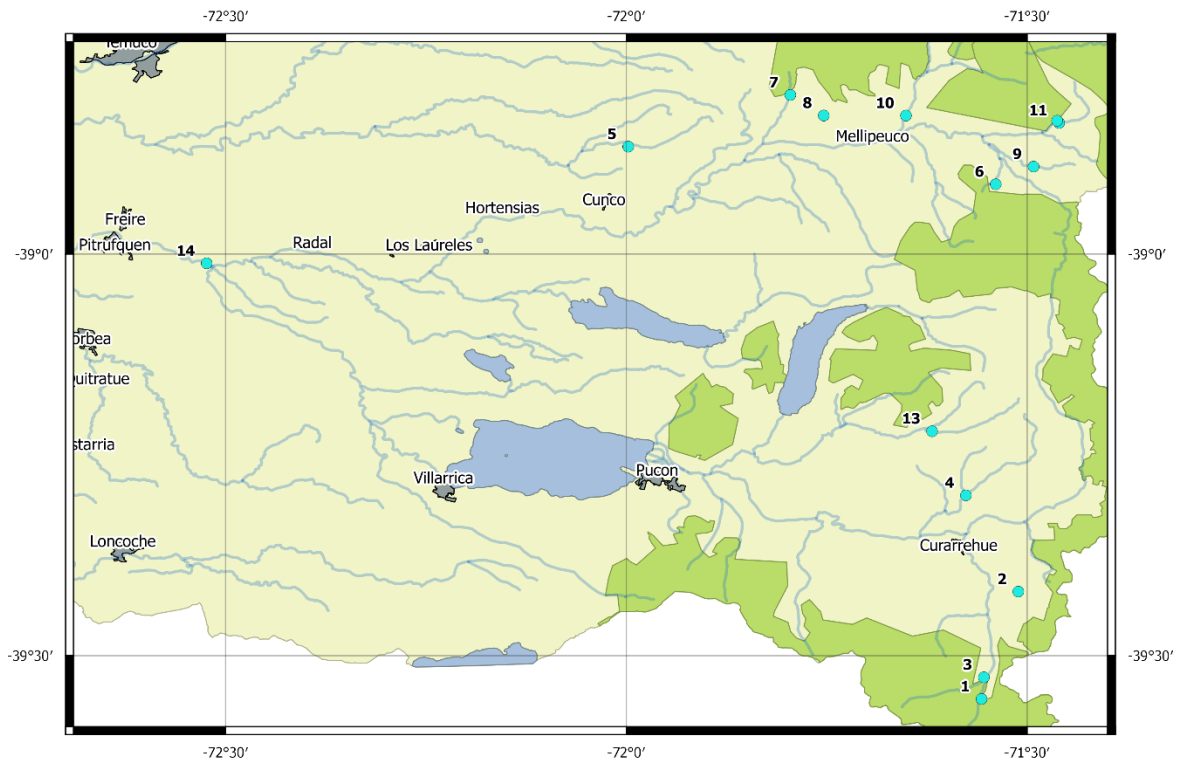 -72°30' -72°0' -71°30'
Temuco
7
8 10 11
Mellipeuco
5
9
6
Cunco
Hortensias
Freire
Pitrufquen 14 Radal Los Laúreles
-39°0' -39°0'
orbea
uitratue
13
starria
Villarrica Pucon 4
Loncoche Curarrehue
2
-39°30' -39°30'
3
1
-72°30' -72°0' -71°30'